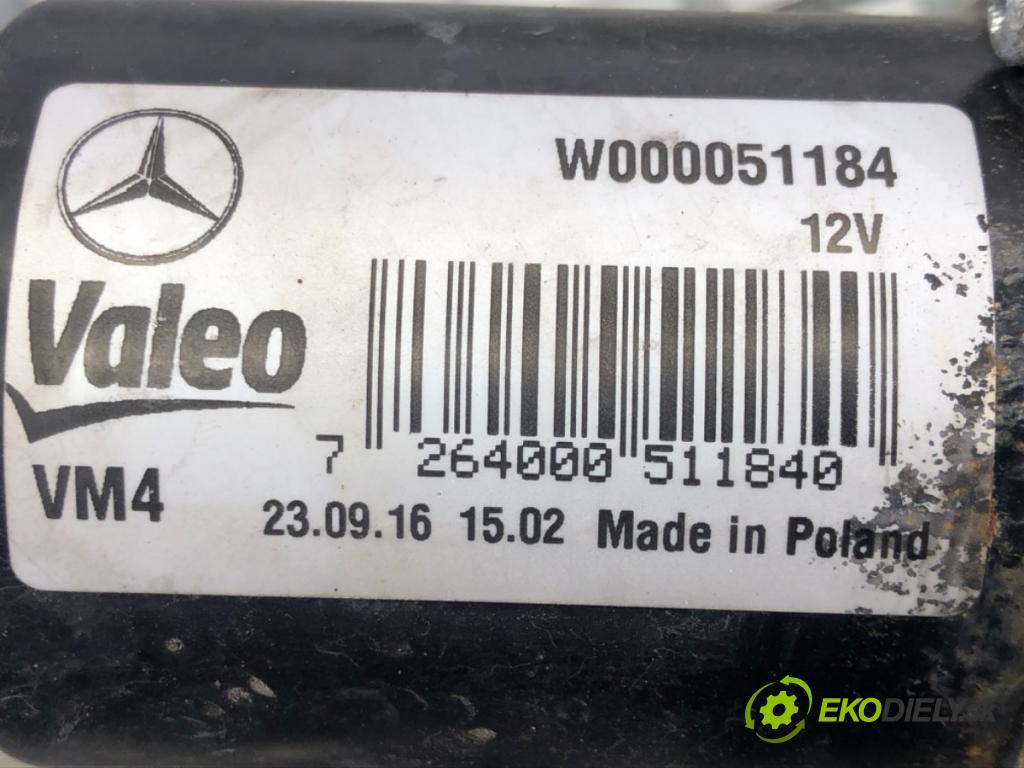 W000051184
12V
Valeo
7 264000 511840
VM4
23.09.16 15.02 Made in Poland
EKODIELY.SK